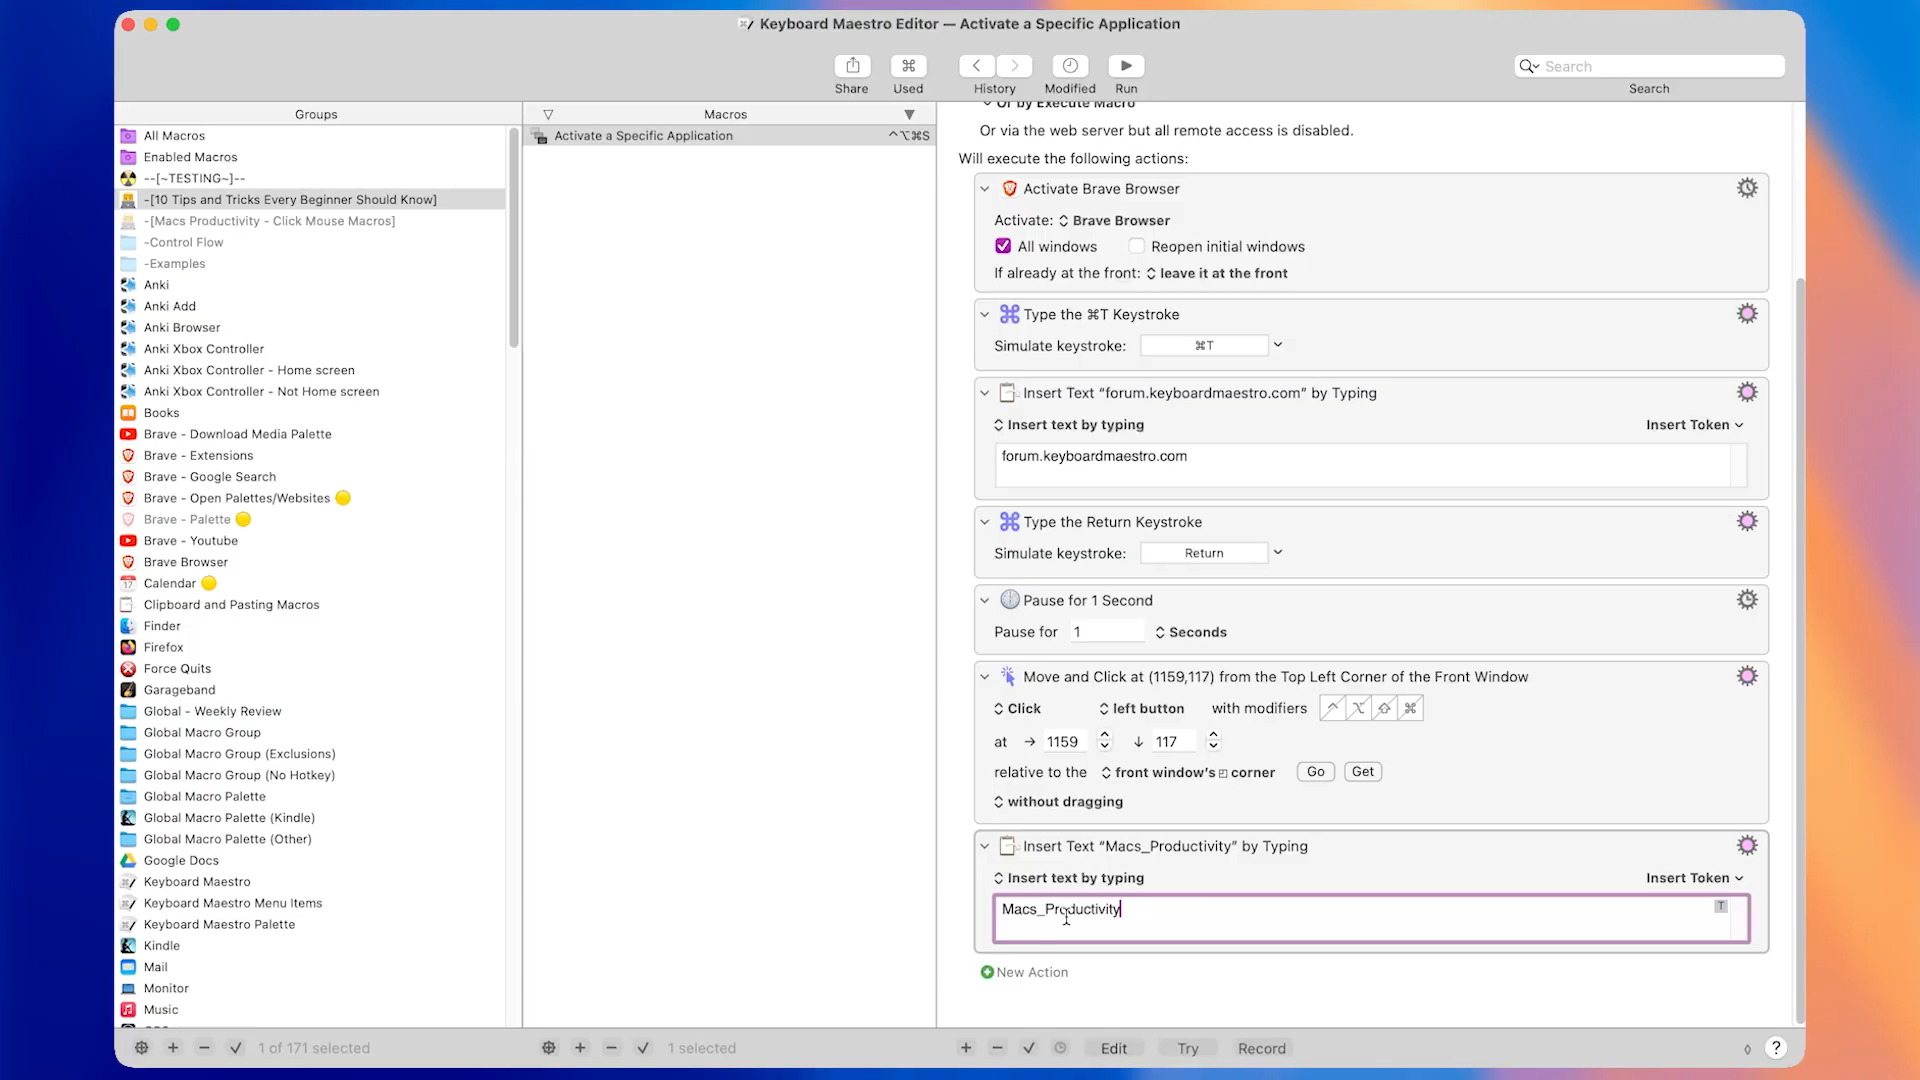 Keyboard Maestro Editor — Activate a Specific Application
Share
Used
History
Modified
Run
Search
Search
Groups
All Macros
Enabled Macros
--[~TESTING~]--
-[10 Tips and Tricks Every Beginner Should Know]
-[Macs Productivity - Click Mouse Macros]
-Control Flow
-Examples
Anki
Anki Add
Anki Browser
Anki Xbox Controller
Anki Xbox Controller - Home screen
Anki Xbox Controller - Not Home screen
Books
Brave - Download Media Palette
Brave - Extensions
Brave - Google Search
Brave - Open Palettes/Websites
Brave - Palette
Brave - Youtube
Brave Browser
Calendar
Clipboard and Pasting Macros
Finder
Firefox
Force Quits
Garageband
Global - Weekly Review
Global Macro Group
Global Macro Group (Exclusions)
Global Macro Group (No Hotkey)
Global Macro Palette
Global Macro Palette (Kindle)
Global Macro Palette (Other)
Google Docs
Keyboard Maestro
Keyboard Maestro Menu Items
Keyboard Maestro Palette
Kindle
Mail
Monitor
Music
1 of 171 selected
Macros
Activate a Specific Application ⌃⌥⌘S
1 selected
Or by Execute Macro
Or via the web server but all remote access is disabled.
Will execute the following actions:
Activate Brave Browser
Activate: Brave Browser
All windows Reopen initial windows
If already at the front: leave it at the front
Type the ⌘T Keystroke
Simulate keystroke: ⌘T
Insert Text “forum.keyboardmaestro.com” by Typing
Insert text by typing Insert Token
forum.keyboardmaestro.com
Type the Return Keystroke
Simulate keystroke: Return
Pause for 1 Second
Pause for 1 Seconds
Move and Click at (1159,117) from the Top Left Corner of the Front Window
Click left button with modifiers ⌃ ⌥ ⇧ ⌘
at → 1159 ↓ 117
relative to the front window’s corner Go Get
without dragging
Insert Text “Macs_Productivity” by Typing
Insert text by typing Insert Token
Macs_Productivity T
New Action
Edit Try Record ?